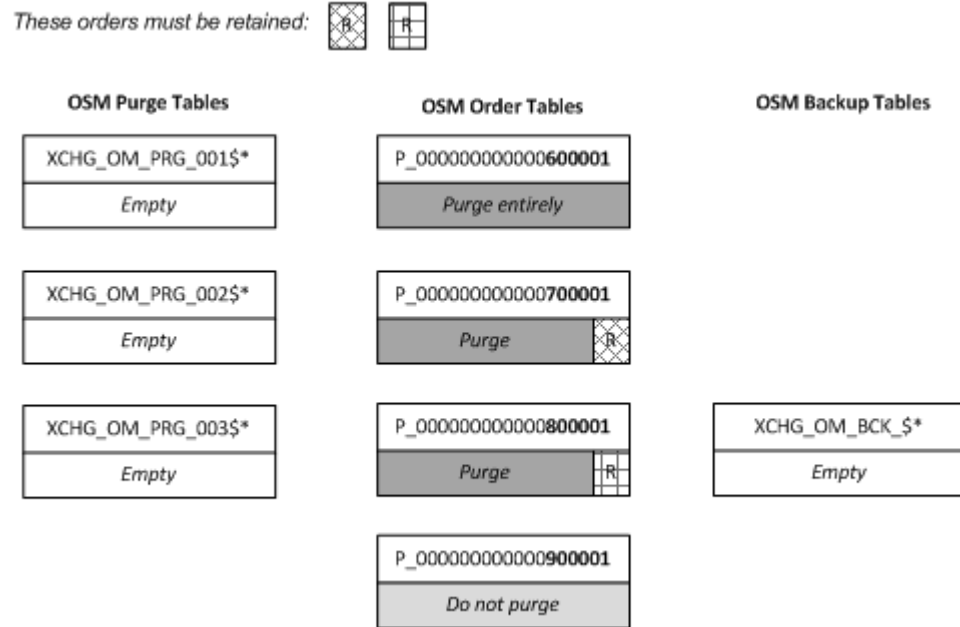 These orders must be retained: R R
OSM Purge Tables OSM Order Tables OSM Backup Tables
XCHG_OM_PRG_001$* P_000000000000600001
Empty Purge entirely
XCHG_OM_PRG_002$* P_000000000000700001
Empty Purge R
XCHG_OM_PRG_003$* P_000000000000800001 XCHG_OM_BCK_$*
Empty Purge R Empty
P_000000000000900001
Do not purge